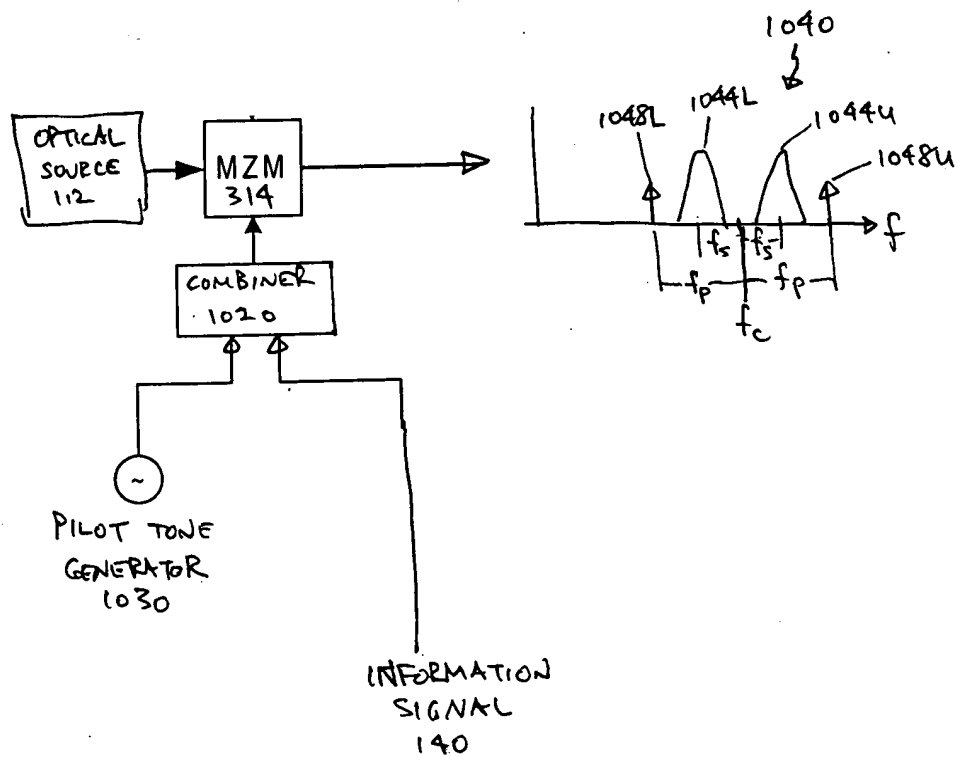 1040
1048L
1044L
1044U
1048U
OPTICAL
SOURCE
112
MZM
314
f
fs
fs
fp
fp
fc
COMBINER
1020
~
PILOT TONE
GENERATOR
1030
INFORMATION
SIGNAL
140